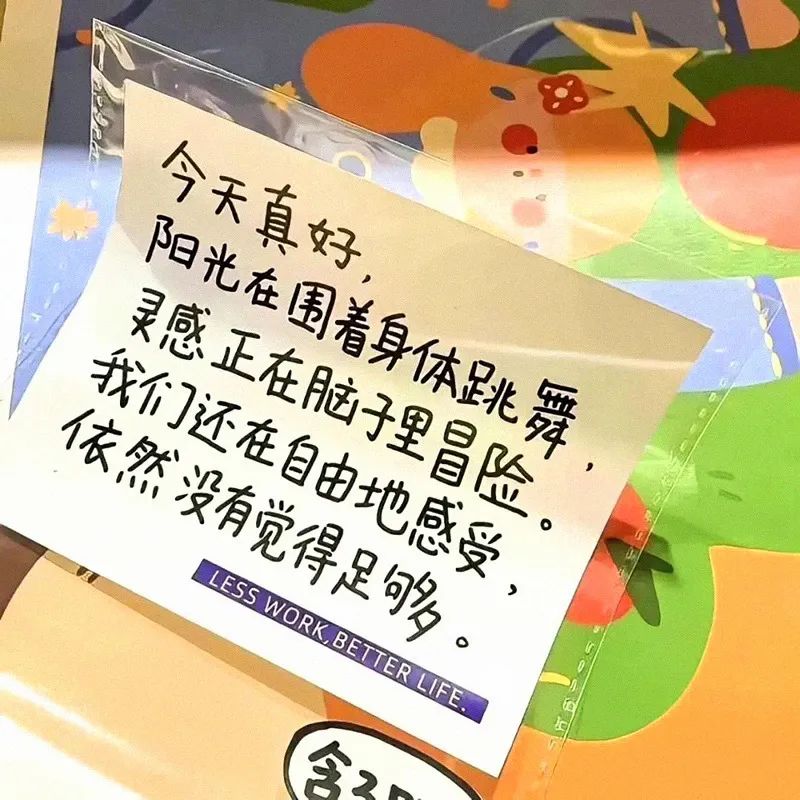 今天真好,
阳光在围着身体跳舞,
灵感正在脑子里冒险。
我们还在自由地感受,
依然没有觉得足够。
LESS WORK,BETTER LIFE.
含